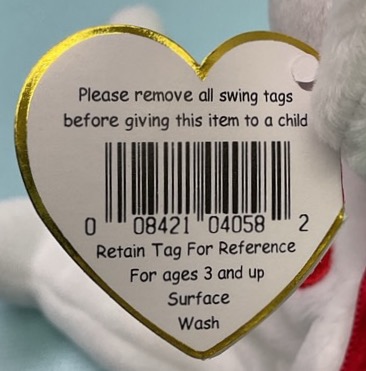 Please remove all swing tags
before giving this item to a child
0 08421 04058 2
Retain Tag For Reference
For ages 3 and up
Surface
Wash